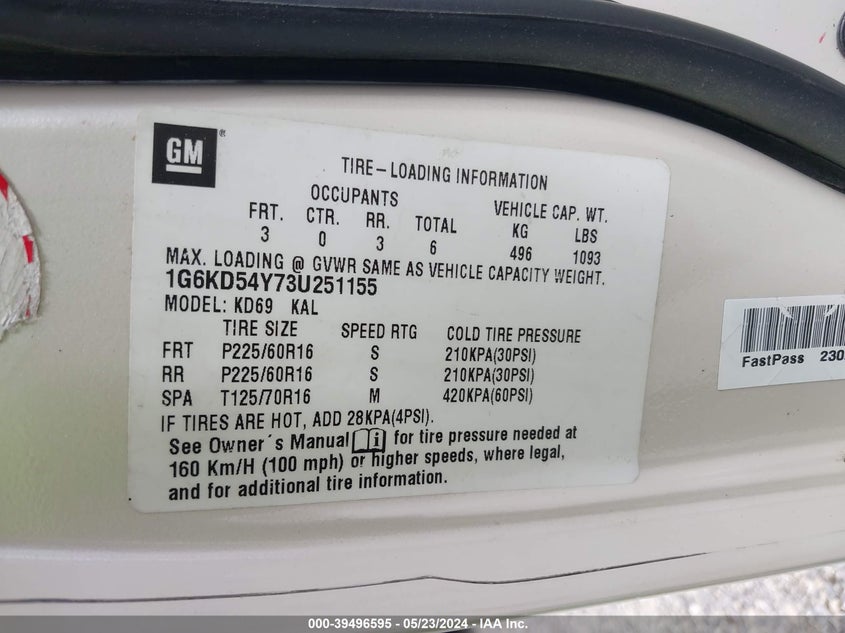 GM®
TIRE-LOADING INFORMATION
OCCUPANTS VEHICLE CAP. WT.
FRT. CTR. RR. TOTAL KG LBS
3 0 3 6 496 1093
MAX. LOADING @ GVWR SAME AS VEHICLE CAPACITY WEIGHT.
1G6KD54Y73U251155
MODEL: KD69 KAL
TIRE SIZE SPEED RTG COLD TIRE PRESSURE
FRT P225/60R16 S 210KPA(30PSI)
RR P225/60R16 S 210KPA(30PSI)
SPA T125/70R16 M 420KPA(60PSI)
IF TIRES ARE HOT, ADD 28KPA(4PSI).
See Owner´s Manual for tire pressure needed at
160 Km/H (100 mph) or higher speeds, where legal,
and for additional tire information.
FastPass
000-39496595 - 05/23/2024 - IAA Inc.